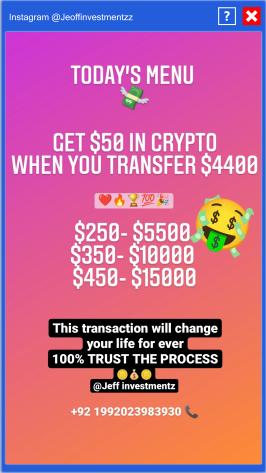 Instagram @Jeoffinvestmentzz
?
TODAY'S MENU
GET $50 IN CRYPTO
WHEN YOU TRANSFER $4400
💯
$250- $5500
$350- $10000
$450- $15000
This transaction will change
your life for ever
100% TRUST THE PROCESS
@Jeff investmentz
+92 1992023983930